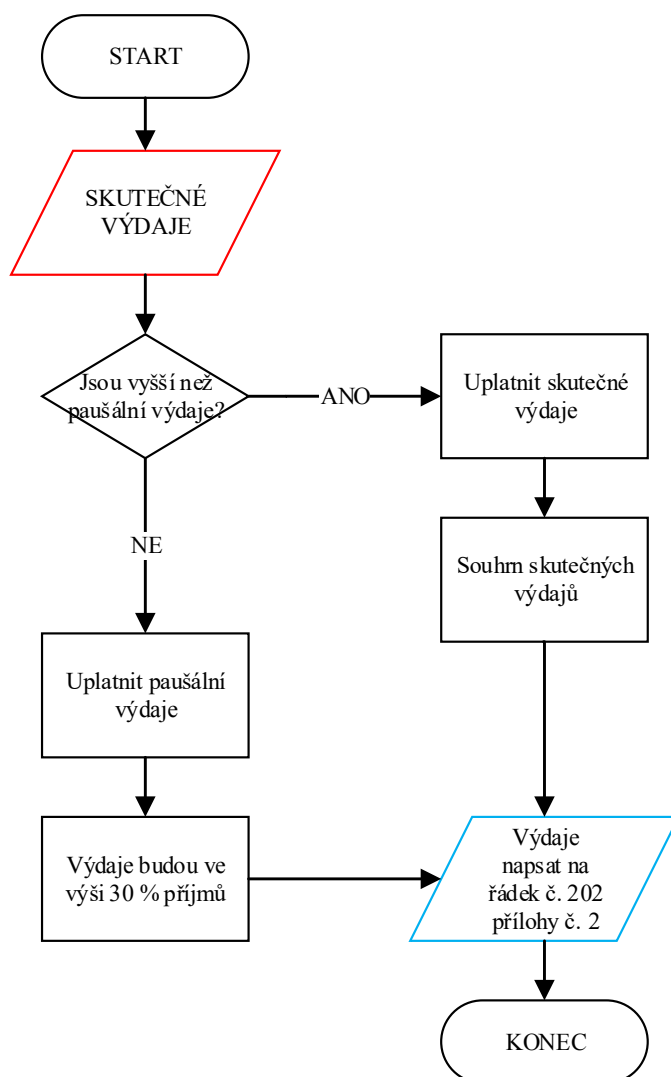 START
SKUTEČNÉ
VÝDAJE
Jsou vyšší než
paušální výdaje?
ANO
Uplatnit skutečné
výdaje
Souhrn skutečných
výdajů
NE
Uplatnit paušální
výdaje
Výdaje budou ve
výši 30 % příjmů
Výdaje
napsat na
řádek č. 202
přílohy č. 2
KONEC